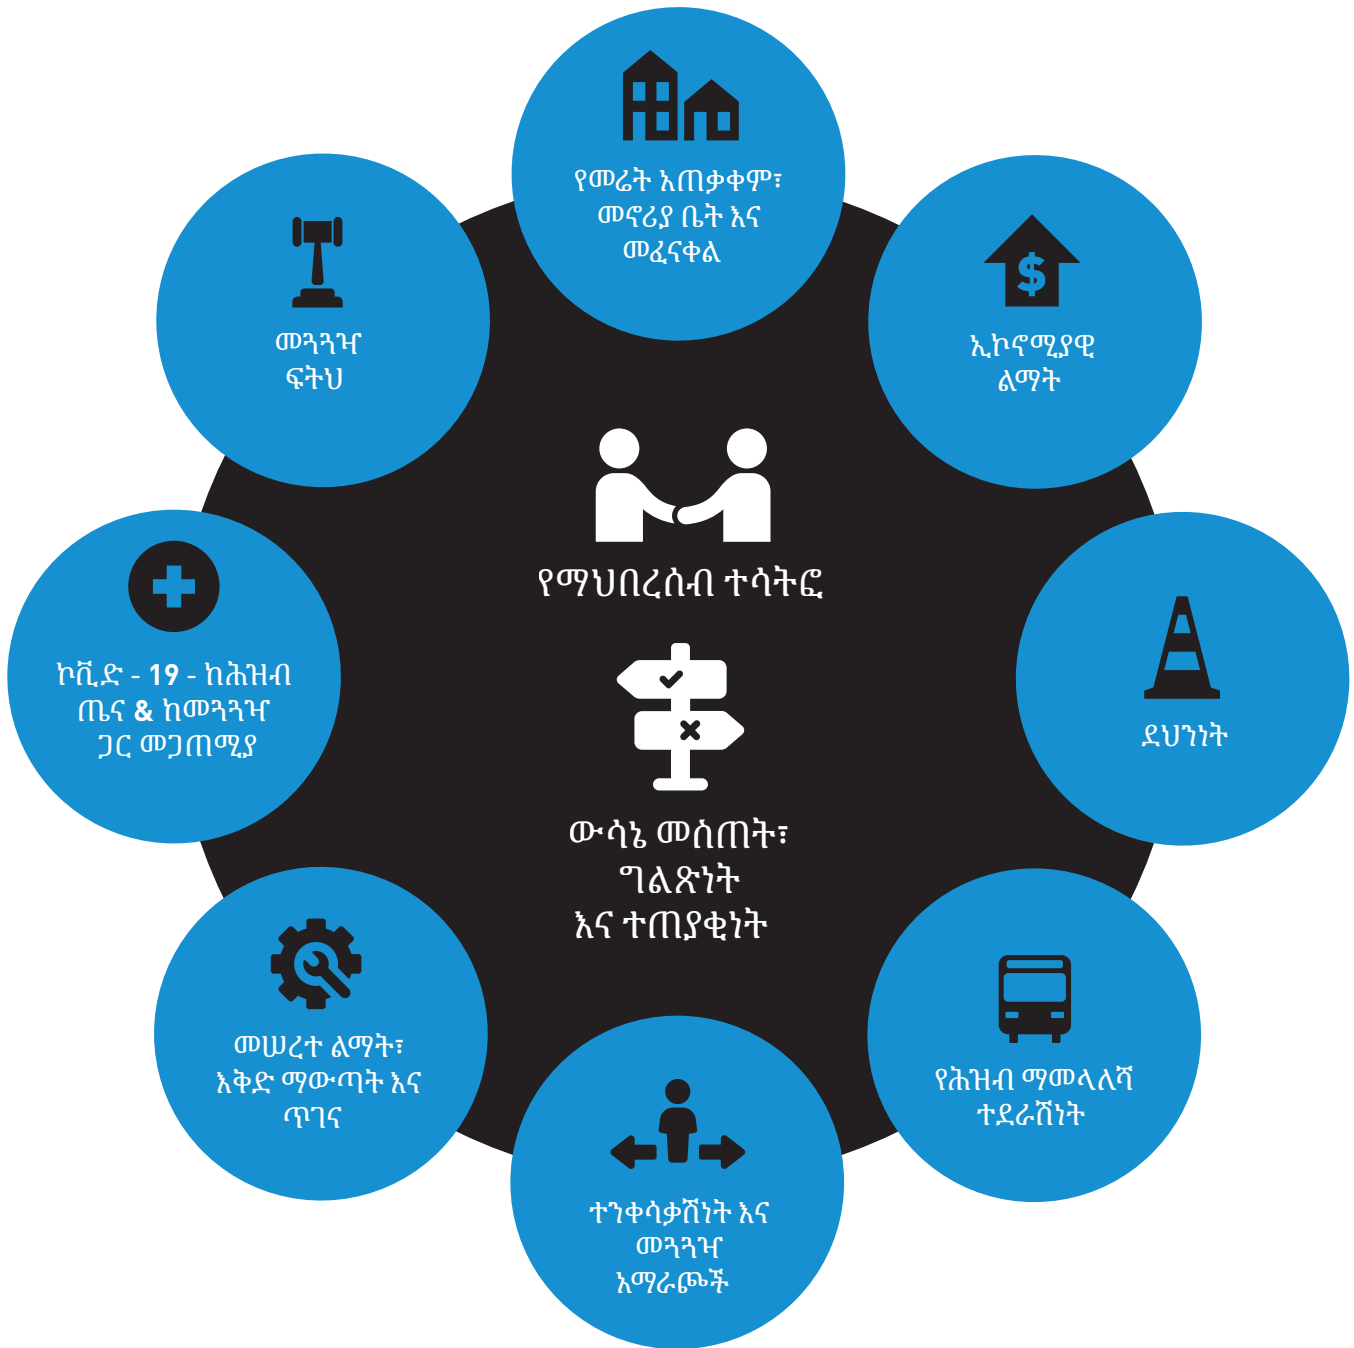 የመሬት አጠቃቀም፣
መኖሪያ ቤት እና
መፈናቀል
ኢኮኖሚያዊ
ልማት
ደህንነት
የሕዝብ ማመላለሻ
ተደራሽነት
ተንቀሳቃሽነት እና
መጓጓዣ
አማራጮች
መሠረተ ልማት፣
እቅድ ማውጣት እና
ጥገና
ኮቪድ - 19 - ከሕዝብ
ጤና & ከመጓጓዣ
ጋር መጋጠሚያ
መጓጓዣ
ፍትህ
የማህበረሰብ ተሳትፎ
ውሳኔ መስጠት፣
ግልጽነት
እና ተጠያቂነት